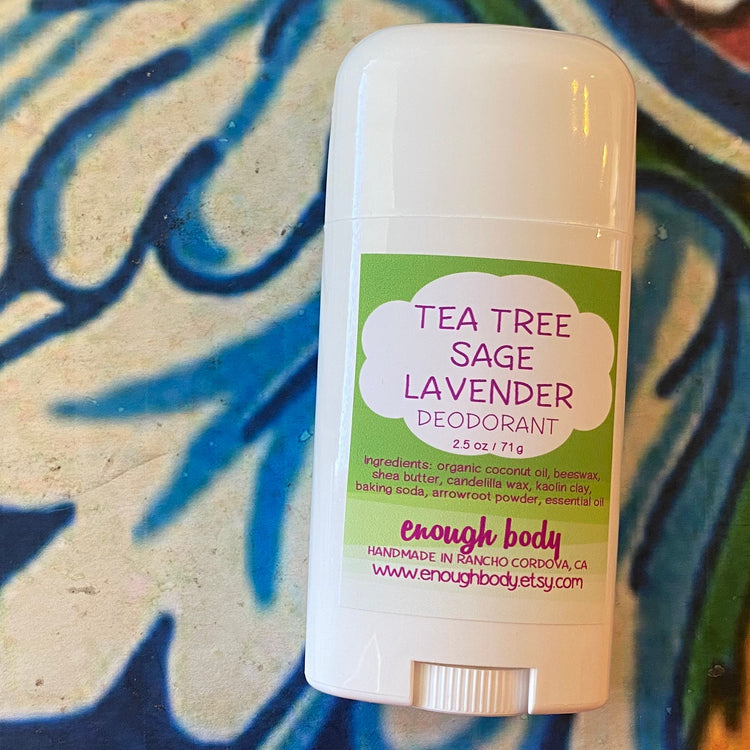 TEA TREE
SAGE
LAVENDER
DEODORANT
2.5 oz / 71g
Ingredients: organic coconut oil, beeswax,
shea butter, candelilla wax, kaolin clay,
baking soda, arrowroot powder, essential oil
enough body
HANDMADE IN RANCHO CORDOVA, CA
www.enoughbody.etsy.com